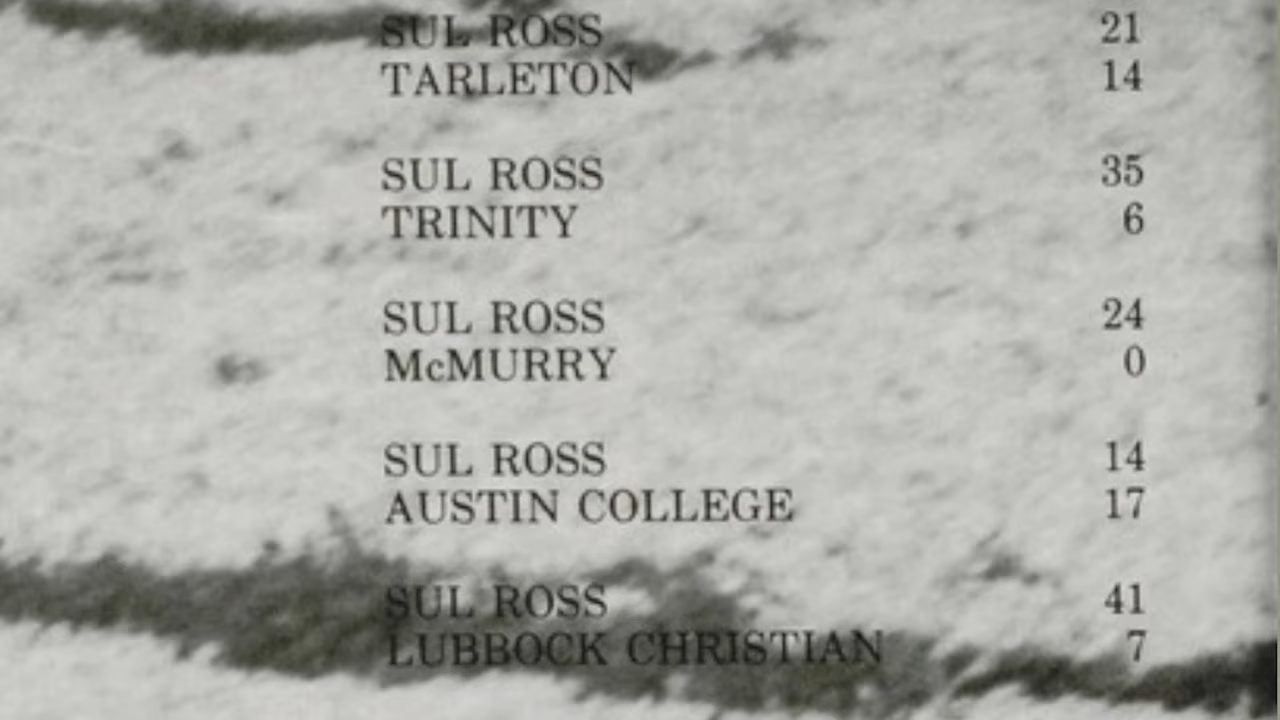 SUL ROSS 21
TARLETON 14
SUL ROSS 35
TRINITY 6
SUL ROSS 24
McMURRY 0
SUL ROSS 14
AUSTIN COLLEGE 17
SUL ROSS 41
LUBBOCK CHRISTIAN 7